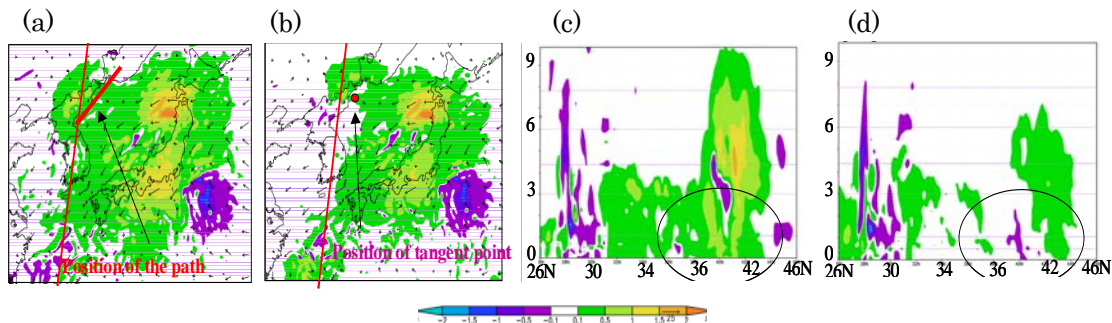 (a) (b) (c) (d)
Position of the path
Position of tangent point
9
6
3
0
26N 30 34 36 42 46N
9
6
3
0
26N 30 34 36 42 46N
-2 -1.5 -1 -0.5 -0.1 0.1 0.5 1 1.5 2
25